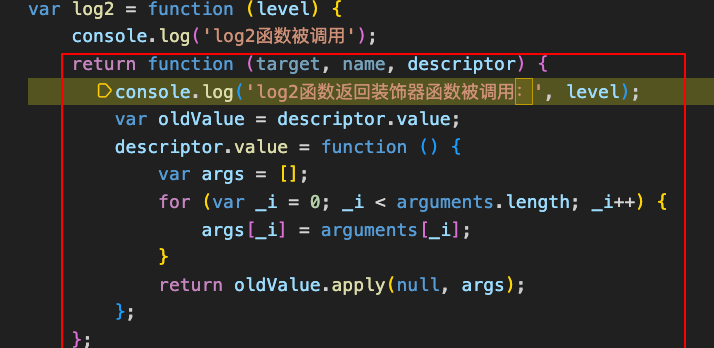 var log2 = function (level) {
console.log('log2函数被调用');
return function (target, name, descriptor) {
console.log('log2函数返回装饰器函数被调用：', level);
var oldValue = descriptor.value;
descriptor.value = function () {
var args = [];
for (var _i = 0; _i < arguments.length; _i++) {
args[_i] = arguments[_i];
}
return oldValue.apply(null, args);
};
};